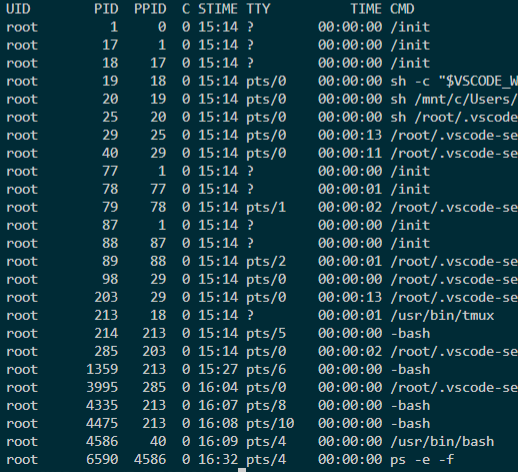 UID        PID  PPID  C STIME TTY          TIME CMD
root         1     0  0 15:14 ?        00:00:00 /init
root        17     1  0 15:14 ?        00:00:00 /init
root        18    17  0 15:14 ?        00:00:00 /init
root        19    18  0 15:14 pts/0    00:00:00 sh -c "$VSCODE_W
root        20    19  0 15:14 pts/0    00:00:00 sh /mnt/c/Users/
root        25    20  0 15:14 pts/0    00:00:00 sh /root/.vscode
root        29    25  0 15:14 pts/0    00:00:13 /root/.vscode-se
root        40    29  0 15:14 pts/0    00:00:11 /root/.vscode-se
root        77     1  0 15:14 ?        00:00:00 /init
root        78    77  0 15:14 ?        00:00:01 /init
root        79    78  0 15:14 pts/1    00:00:02 /root/.vscode-se
root        87     1  0 15:14 ?        00:00:00 /init
root        88    87  0 15:14 ?        00:00:00 /init
root        89    88  0 15:14 pts/2    00:00:01 /root/.vscode-se
root        98    29  0 15:14 pts/0    00:00:00 /root/.vscode-se
root       203    29  0 15:14 pts/0    00:00:13 /root/.vscode-se
root       213    18  0 15:14 ?        00:00:01 /usr/bin/tmux
root       214   213  0 15:14 pts/5    00:00:00 -bash
root       285   203  0 15:14 pts/0    00:00:02 /root/.vscode-se
root      1359   213  0 15:27 pts/6    00:00:00 -bash
root      3995   285  0 16:04 pts/0    00:00:00 /root/.vscode-se
root      4335   213  0 16:07 pts/8    00:00:00 -bash
root      4475   213  0 16:08 pts/10   00:00:00 -bash
root      4586    40  0 16:09 pts/4    00:00:00 /usr/bin/bash
root      6590  4586  0 16:32 pts/4    00:00:00 ps -e -f